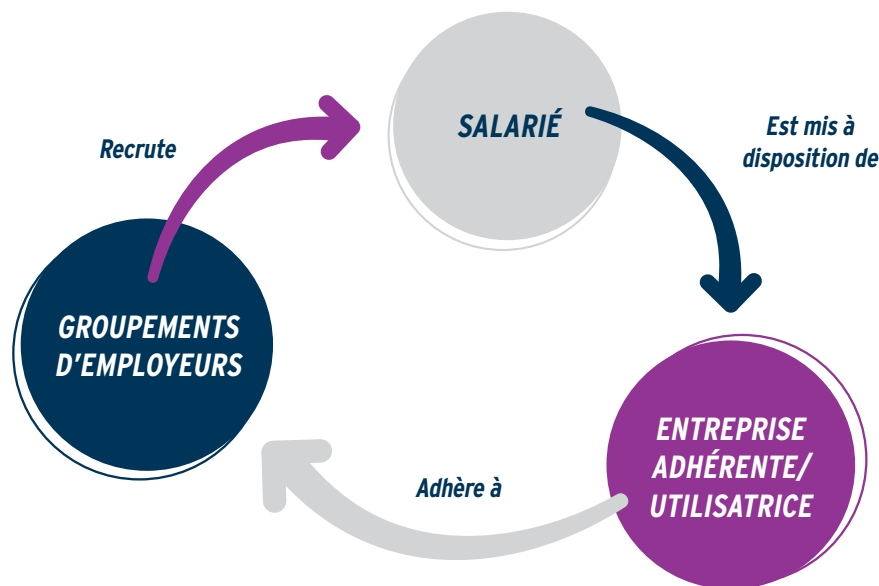 SALARIÉ
Est mis à
disposition de
Recrute
GROUPEMENTS
D'EMPLOYEURS
ENTREPRISE
ADHÉRENTE/
UTILISATRICE
Adhère à